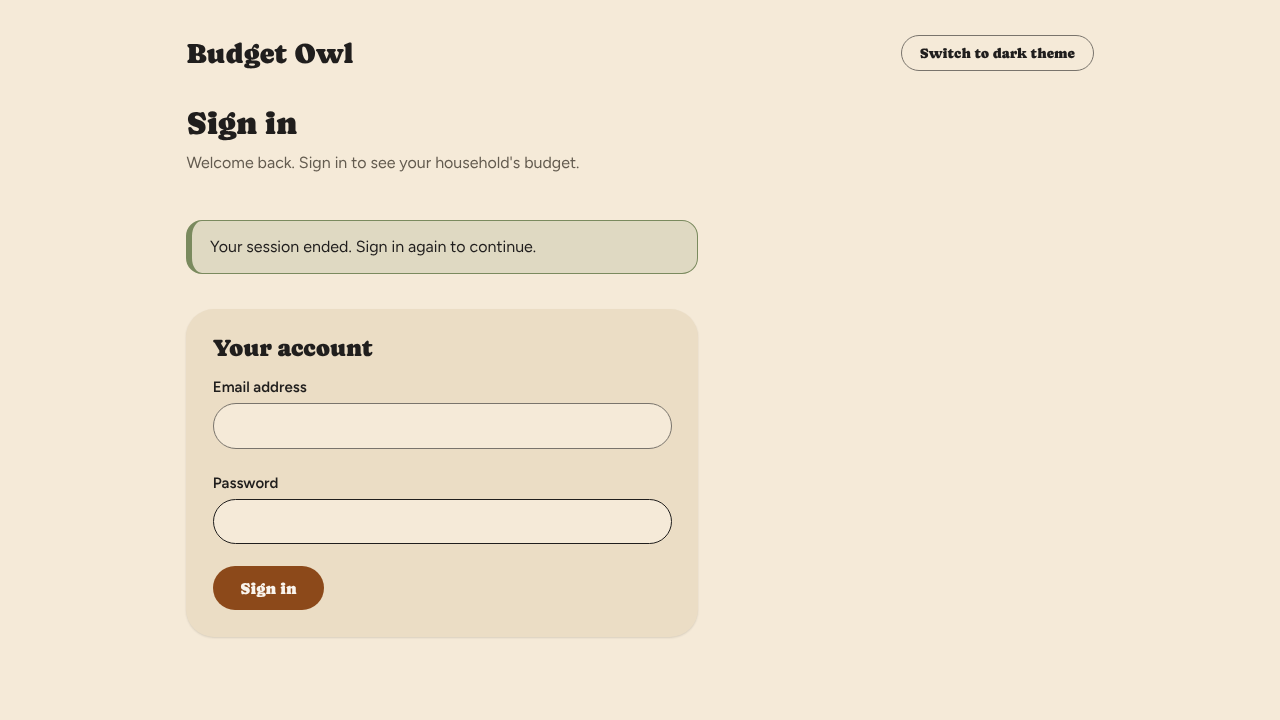 Budget Owl
Switch to dark theme
Sign in
Welcome back. Sign in to see your household's budget.
Your session ended. Sign in again to continue.
Your account
Email address
Password
Sign in